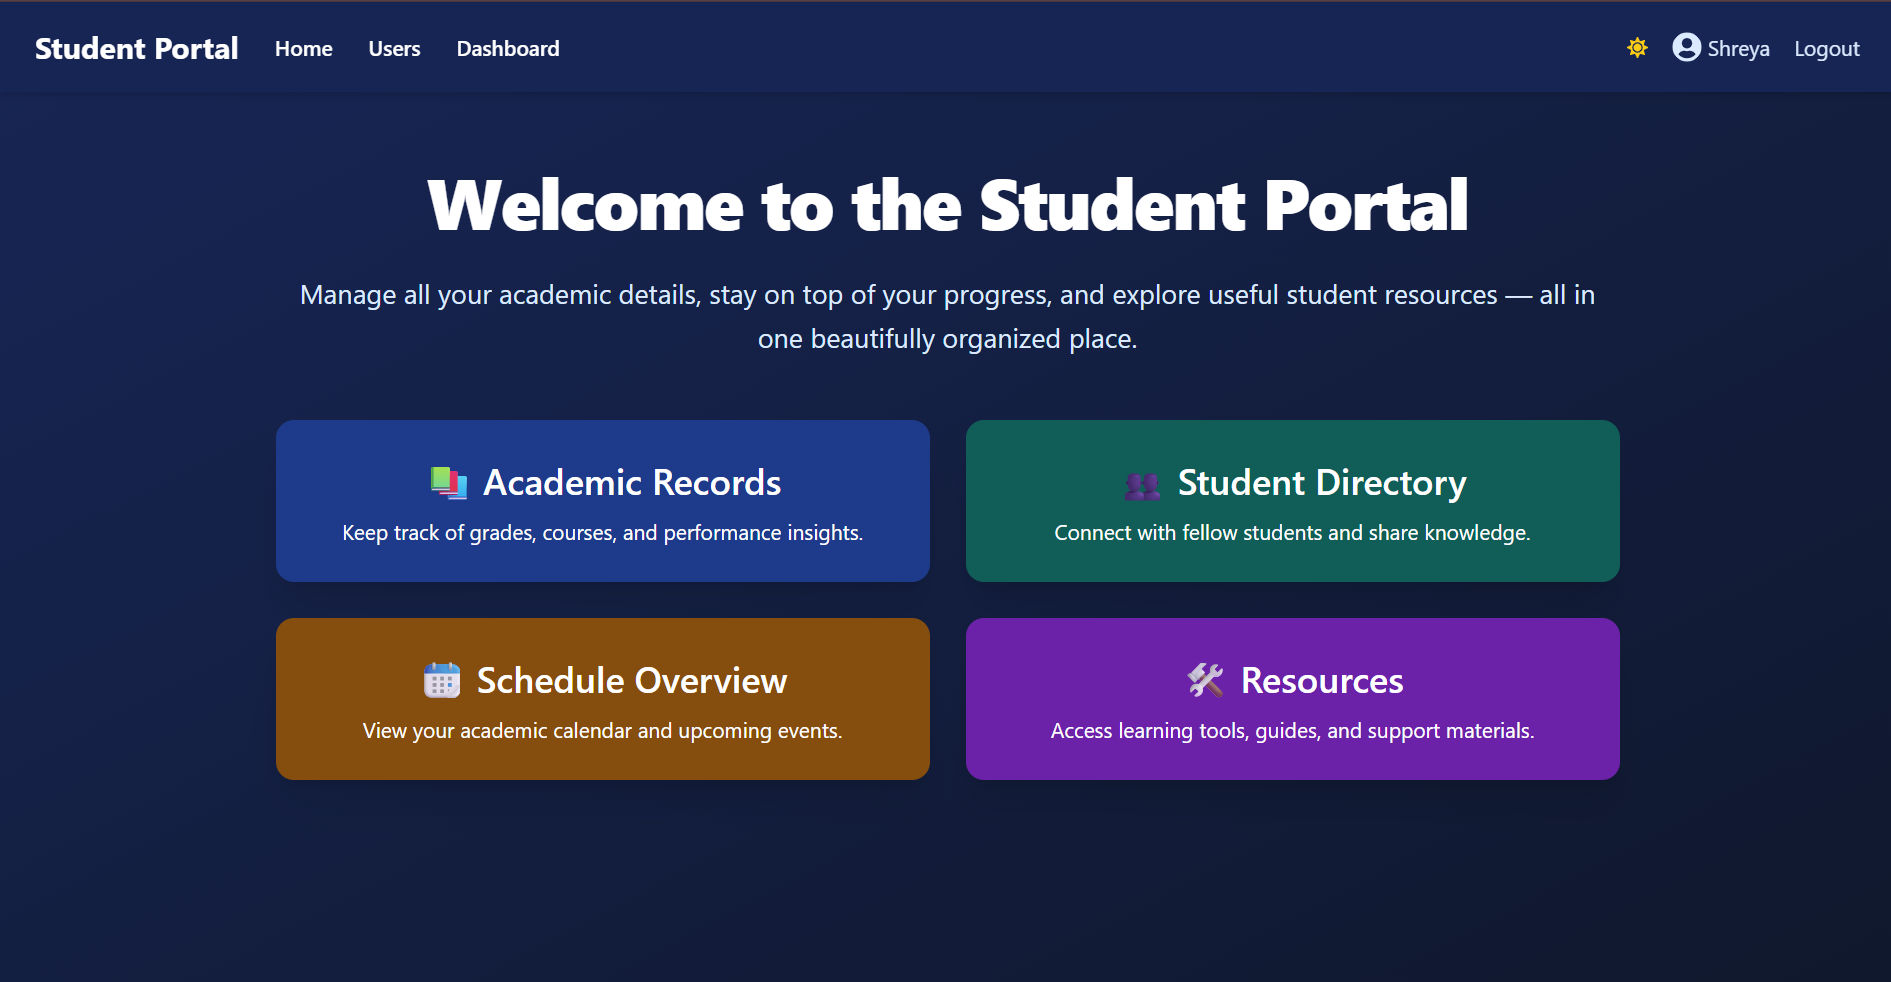 Student Portal Home Users Dashboard Shreya Logout
Welcome to the Student Portal
Manage all your academic details, stay on top of your progress, and explore useful student resources — all in
one beautifully organized place.
Academic Records
Keep track of grades, courses, and performance insights.
Student Directory
Connect with fellow students and share knowledge.
Schedule Overview
View your academic calendar and upcoming events.
Resources
Access learning tools, guides, and support materials.